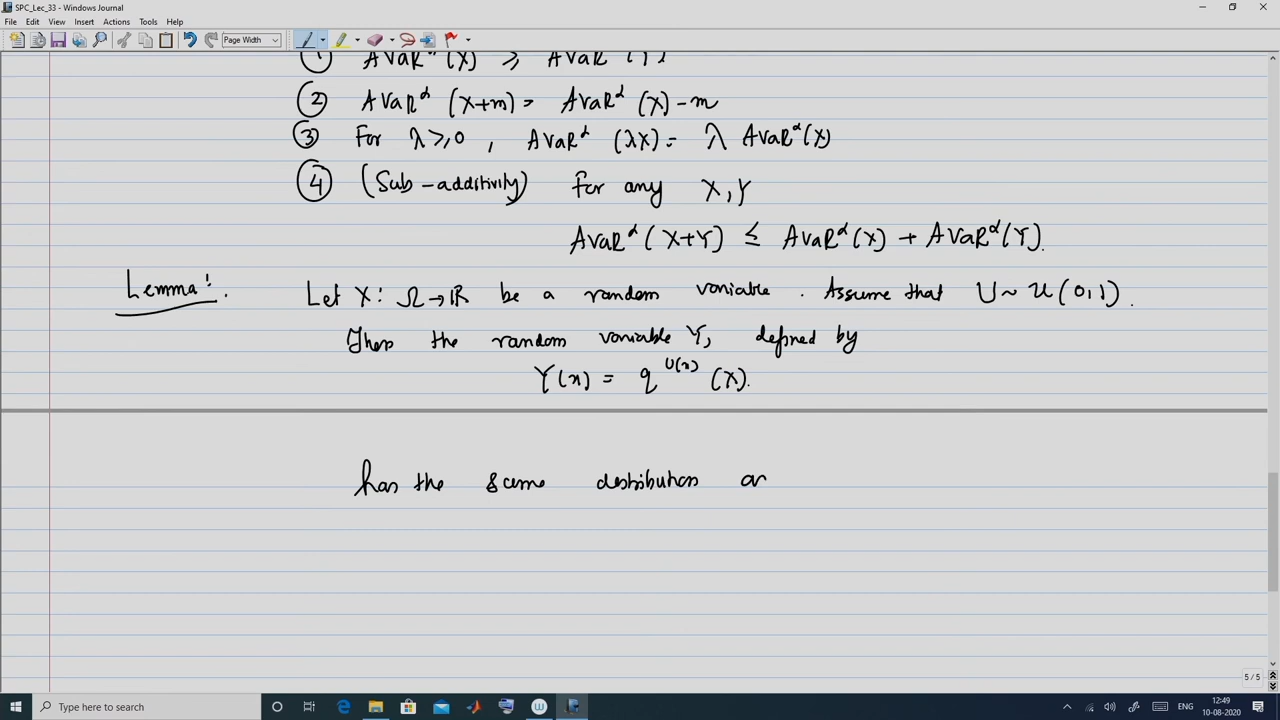 SPC_Lec_33 - Windows Journal
File Edit View Insert Actions Tools Help
Page Width
① AVaR^α (X) ≥ AVaR (Y)
② AVaR^α (X+m) = AVaR^α (X) - m
③ For λ ≥ 0 , AVaR^α (λX) = λ AVaR^α(X)
④ (Sub-additivity) For any X, Y
AVaR^α (X+Y) ≤ AVaR^α(X) + AVaR^α(Y).
Lemma: Let X: Ω → ℝ be a random variable. Assume that U ~ U(0,1).
Then the random variable Y, defined by
Y(x) = q^{U(x)} (X).
has the same distribution as
5 / 5
Type here to search
ENG
12:49
10-08-2020